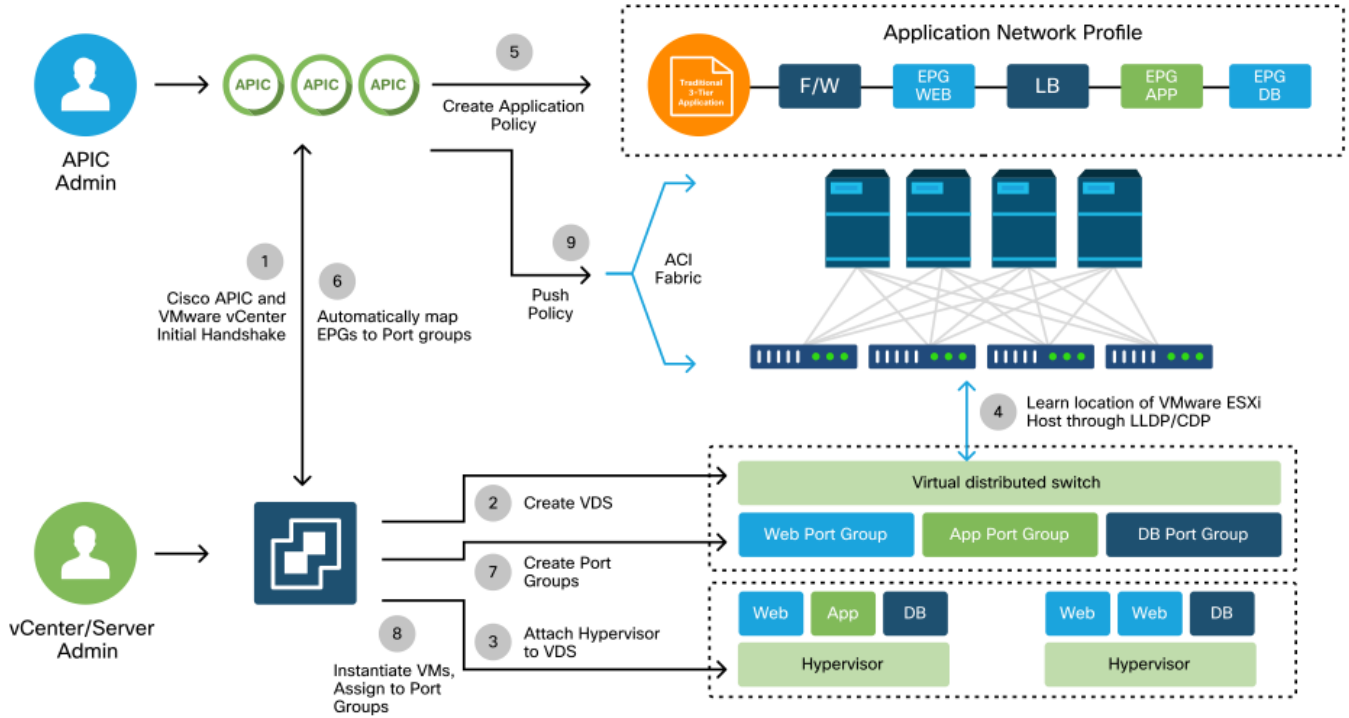 Application Network Profile
APIC
APIC
APIC
5
Create Application
Policy
Traditional
3-Tier
Application
F/W
EPG
WEB
LB
EPG
APP
EPG
DB
APIC
Admin
1
Cisco APIC and
VMware vCenter
Initial Handshake
6
Automatically map
EPGs to Port groups
9
Push
Policy
ACI
Fabric
4
Learn location of VMware ESXi
Host through LLDP/CDP
vCenter/Server
Admin
2
Create VDS
7
Create Port
Groups
8
Instantiate VMs,
Assign to Port
Groups
3
Attach Hypervisor
to VDS
Virtual distributed switch
Web Port Group
App Port Group
DB Port Group
Web
App
DB
Hypervisor
Web
Web
DB
Hypervisor